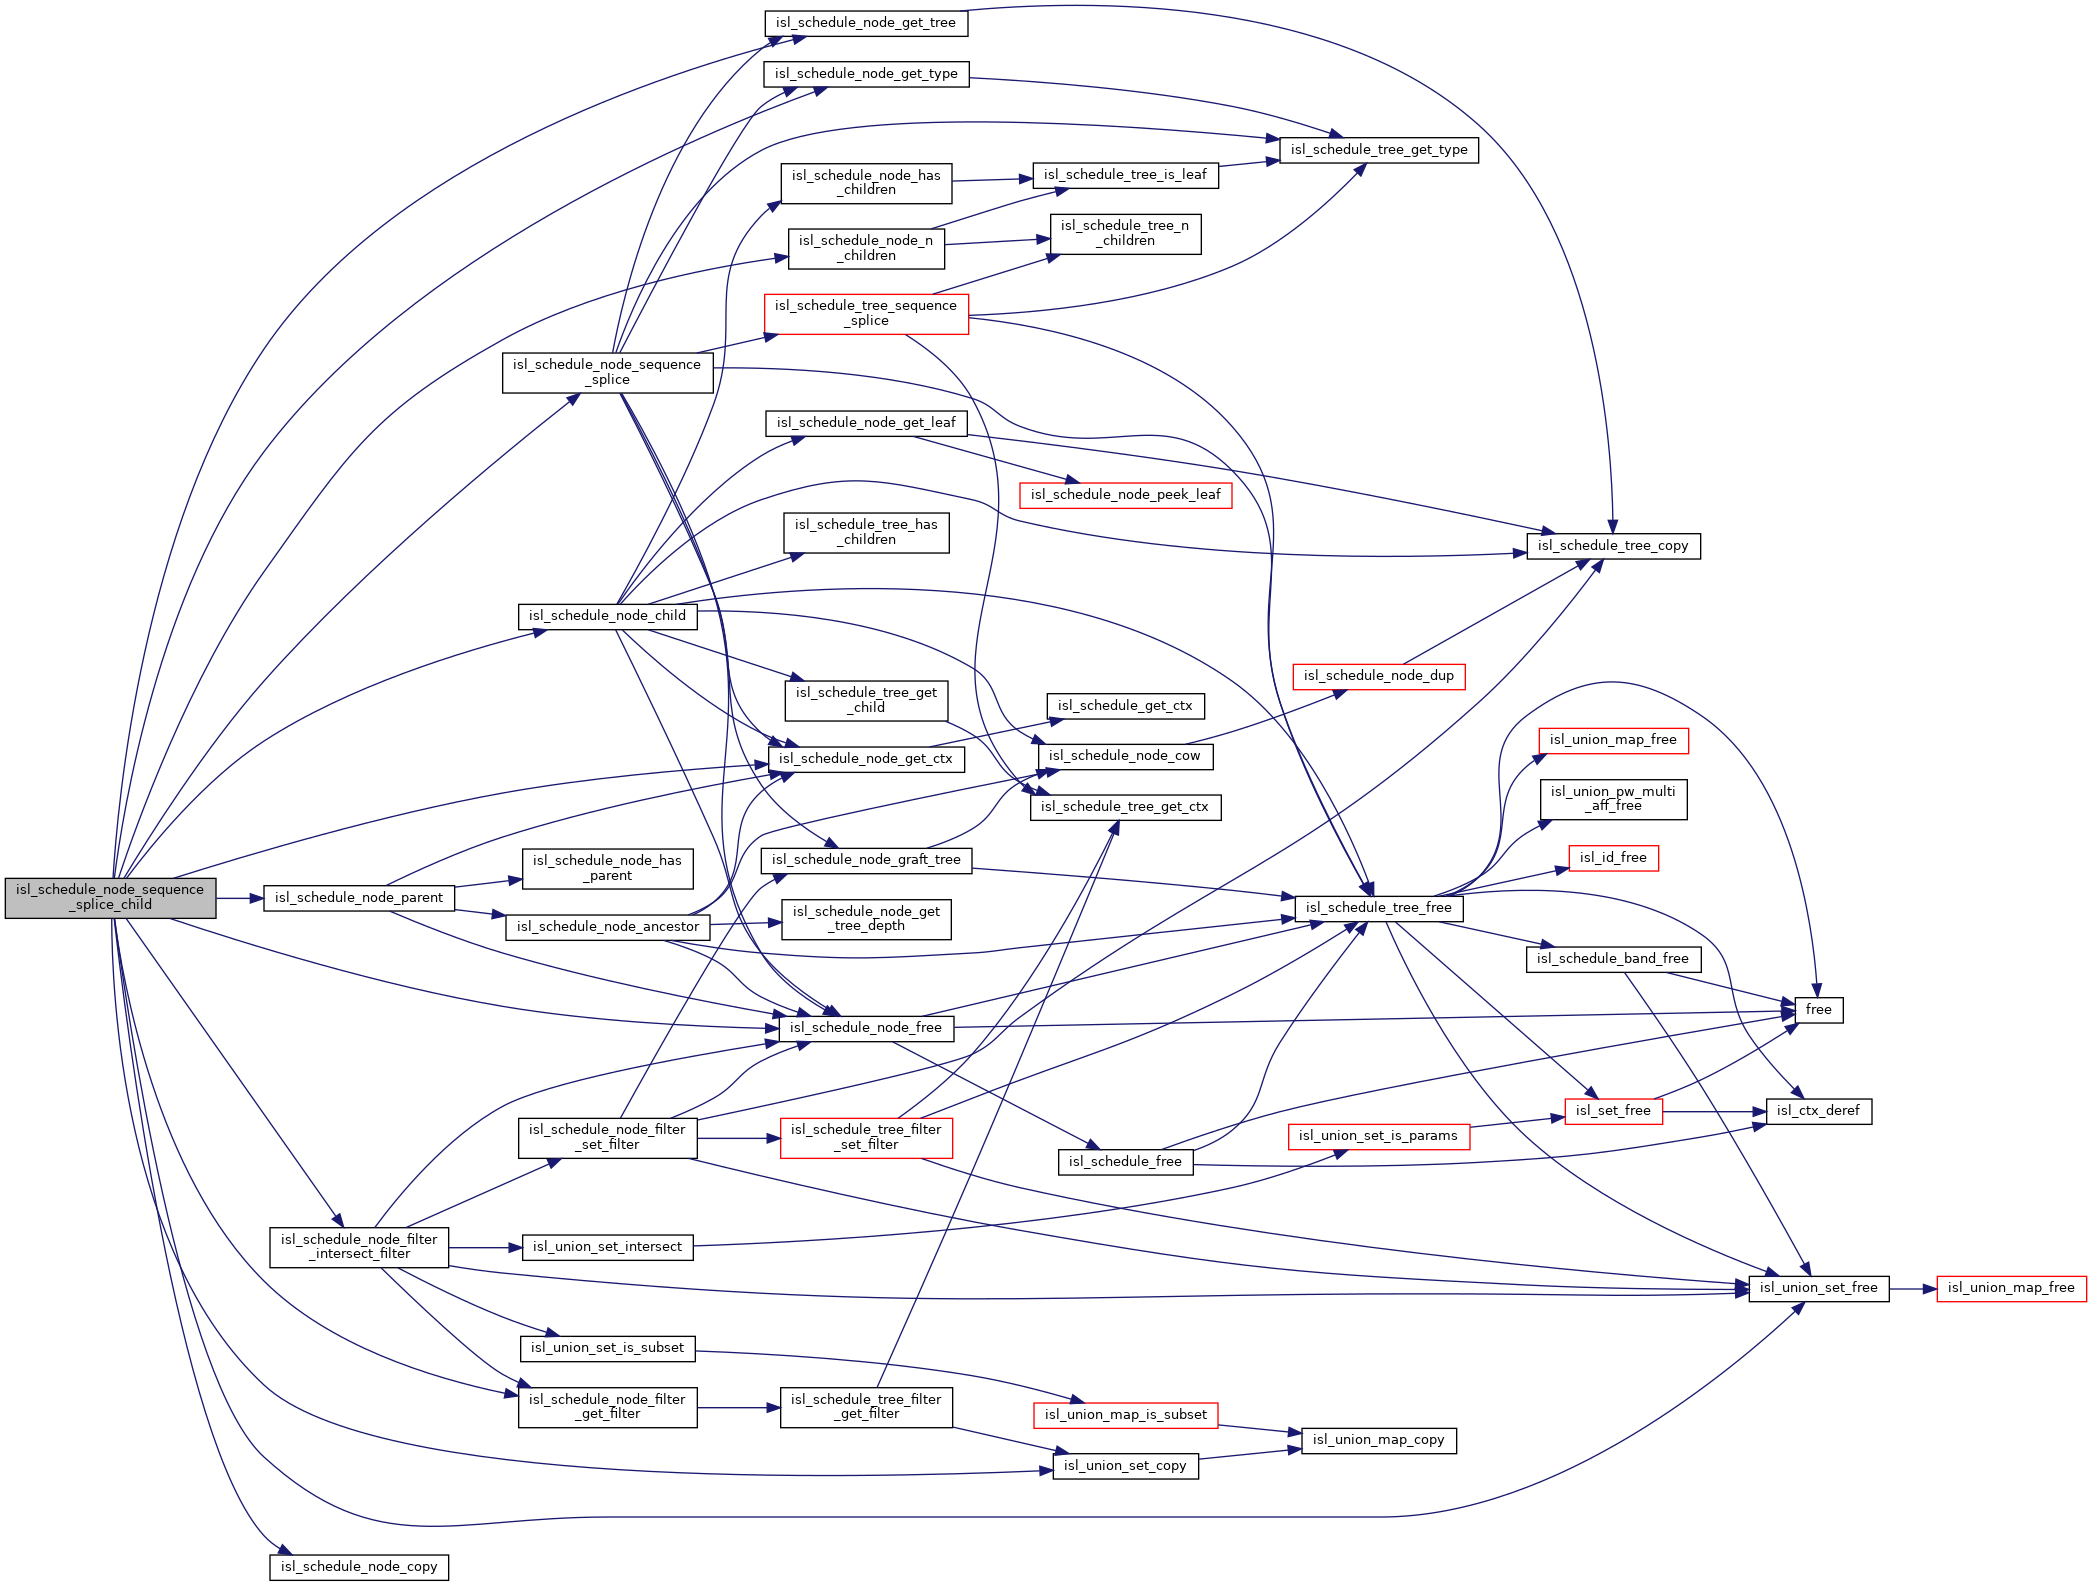 isl_schedule_node_get_tree
isl_schedule_node_get_type
isl_schedule_tree_get_type
isl_schedule_node_has
_children
isl_schedule_tree_is_leaf
isl_schedule_node_n
_children
isl_schedule_tree_n
_children
isl_schedule_tree_sequence
_splice
isl_schedule_node_sequence
_splice
isl_schedule_node_get_leaf
isl_schedule_node_peek_leaf
isl_schedule_tree_has
_children
isl_schedule_tree_copy
isl_schedule_node_child
isl_schedule_node_dup
isl_schedule_tree_get
_child
isl_schedule_get_ctx
isl_schedule_node_get_ctx
isl_schedule_node_cow
isl_union_map_free
isl_schedule_tree_get_ctx
isl_union_pw_multi
_aff_free
isl_schedule_node_has
_parent
isl_schedule_node_graft_tree
isl_id_free
isl_schedule_node_sequence
_splice_child
isl_schedule_node_parent
isl_schedule_node_ancestor
isl_schedule_node_get
_tree_depth
isl_schedule_tree_free
isl_schedule_band_free
free
isl_schedule_node_free
isl_schedule_node_filter
_set_filter
isl_schedule_tree_filter
_set_filter
isl_schedule_free
isl_union_set_is_params
isl_set_free
isl_ctx_deref
isl_schedule_node_filter
_intersect_filter
isl_union_set_intersect
isl_union_set_free
isl_union_map_free
isl_union_set_is_subset
isl_schedule_node_filter
_get_filter
isl_schedule_tree_filter
_get_filter
isl_union_map_is_subset
isl_union_map_copy
isl_union_set_copy
isl_schedule_node_copy